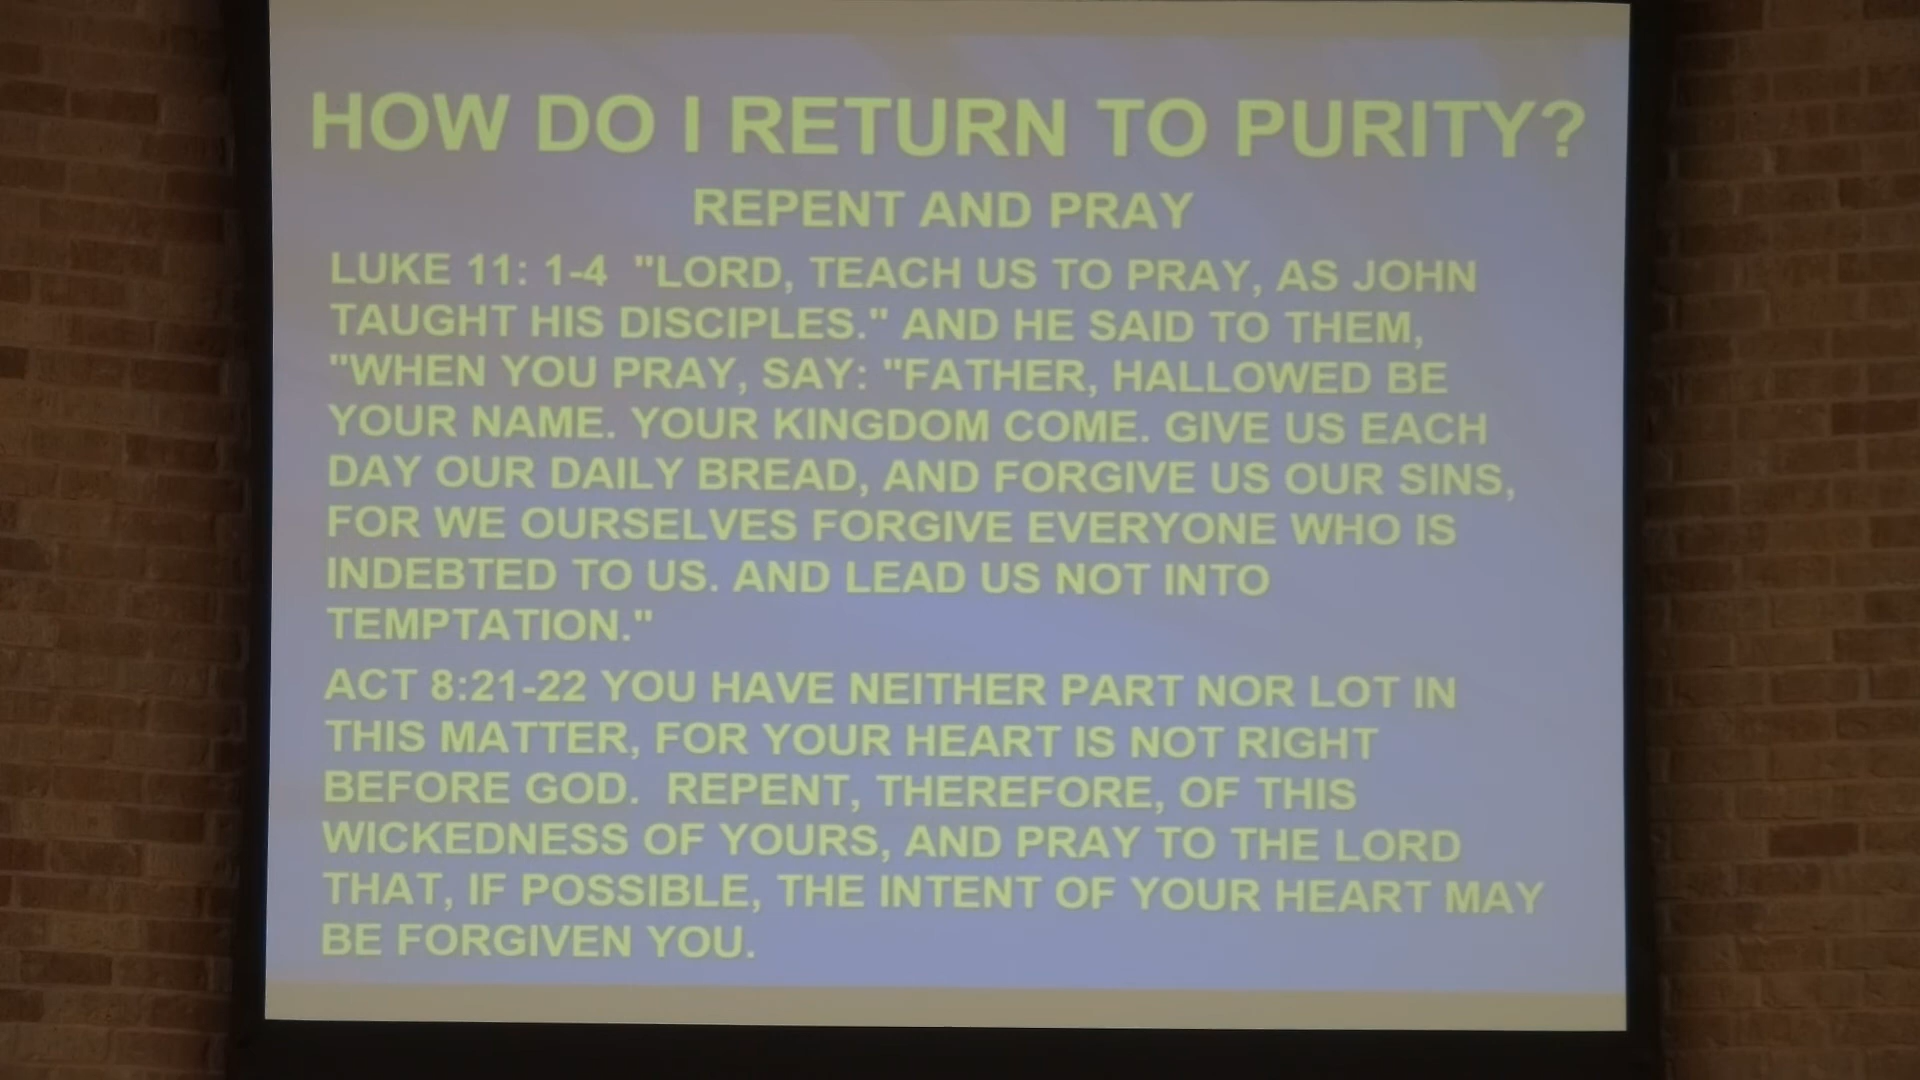 HOW DO I RETURN TO PURITY?
REPENT AND PRAY
LUKE 11: 1-4  "LORD, TEACH US TO PRAY, AS JOHN
TAUGHT HIS DISCIPLES." AND HE SAID TO THEM,
"WHEN YOU PRAY, SAY: "FATHER, HALLOWED BE
YOUR NAME. YOUR KINGDOM COME. GIVE US EACH
DAY OUR DAILY BREAD, AND FORGIVE US OUR SINS,
FOR WE OURSELVES FORGIVE EVERYONE WHO IS
INDEBTED TO US. AND LEAD US NOT INTO
TEMPTATION."
ACT 8:21-22 YOU HAVE NEITHER PART NOR LOT IN
THIS MATTER, FOR YOUR HEART IS NOT RIGHT
BEFORE GOD.  REPENT, THEREFORE, OF THIS
WICKEDNESS OF YOURS, AND PRAY TO THE LORD
THAT, IF POSSIBLE, THE INTENT OF YOUR HEART MAY
BE FORGIVEN YOU.